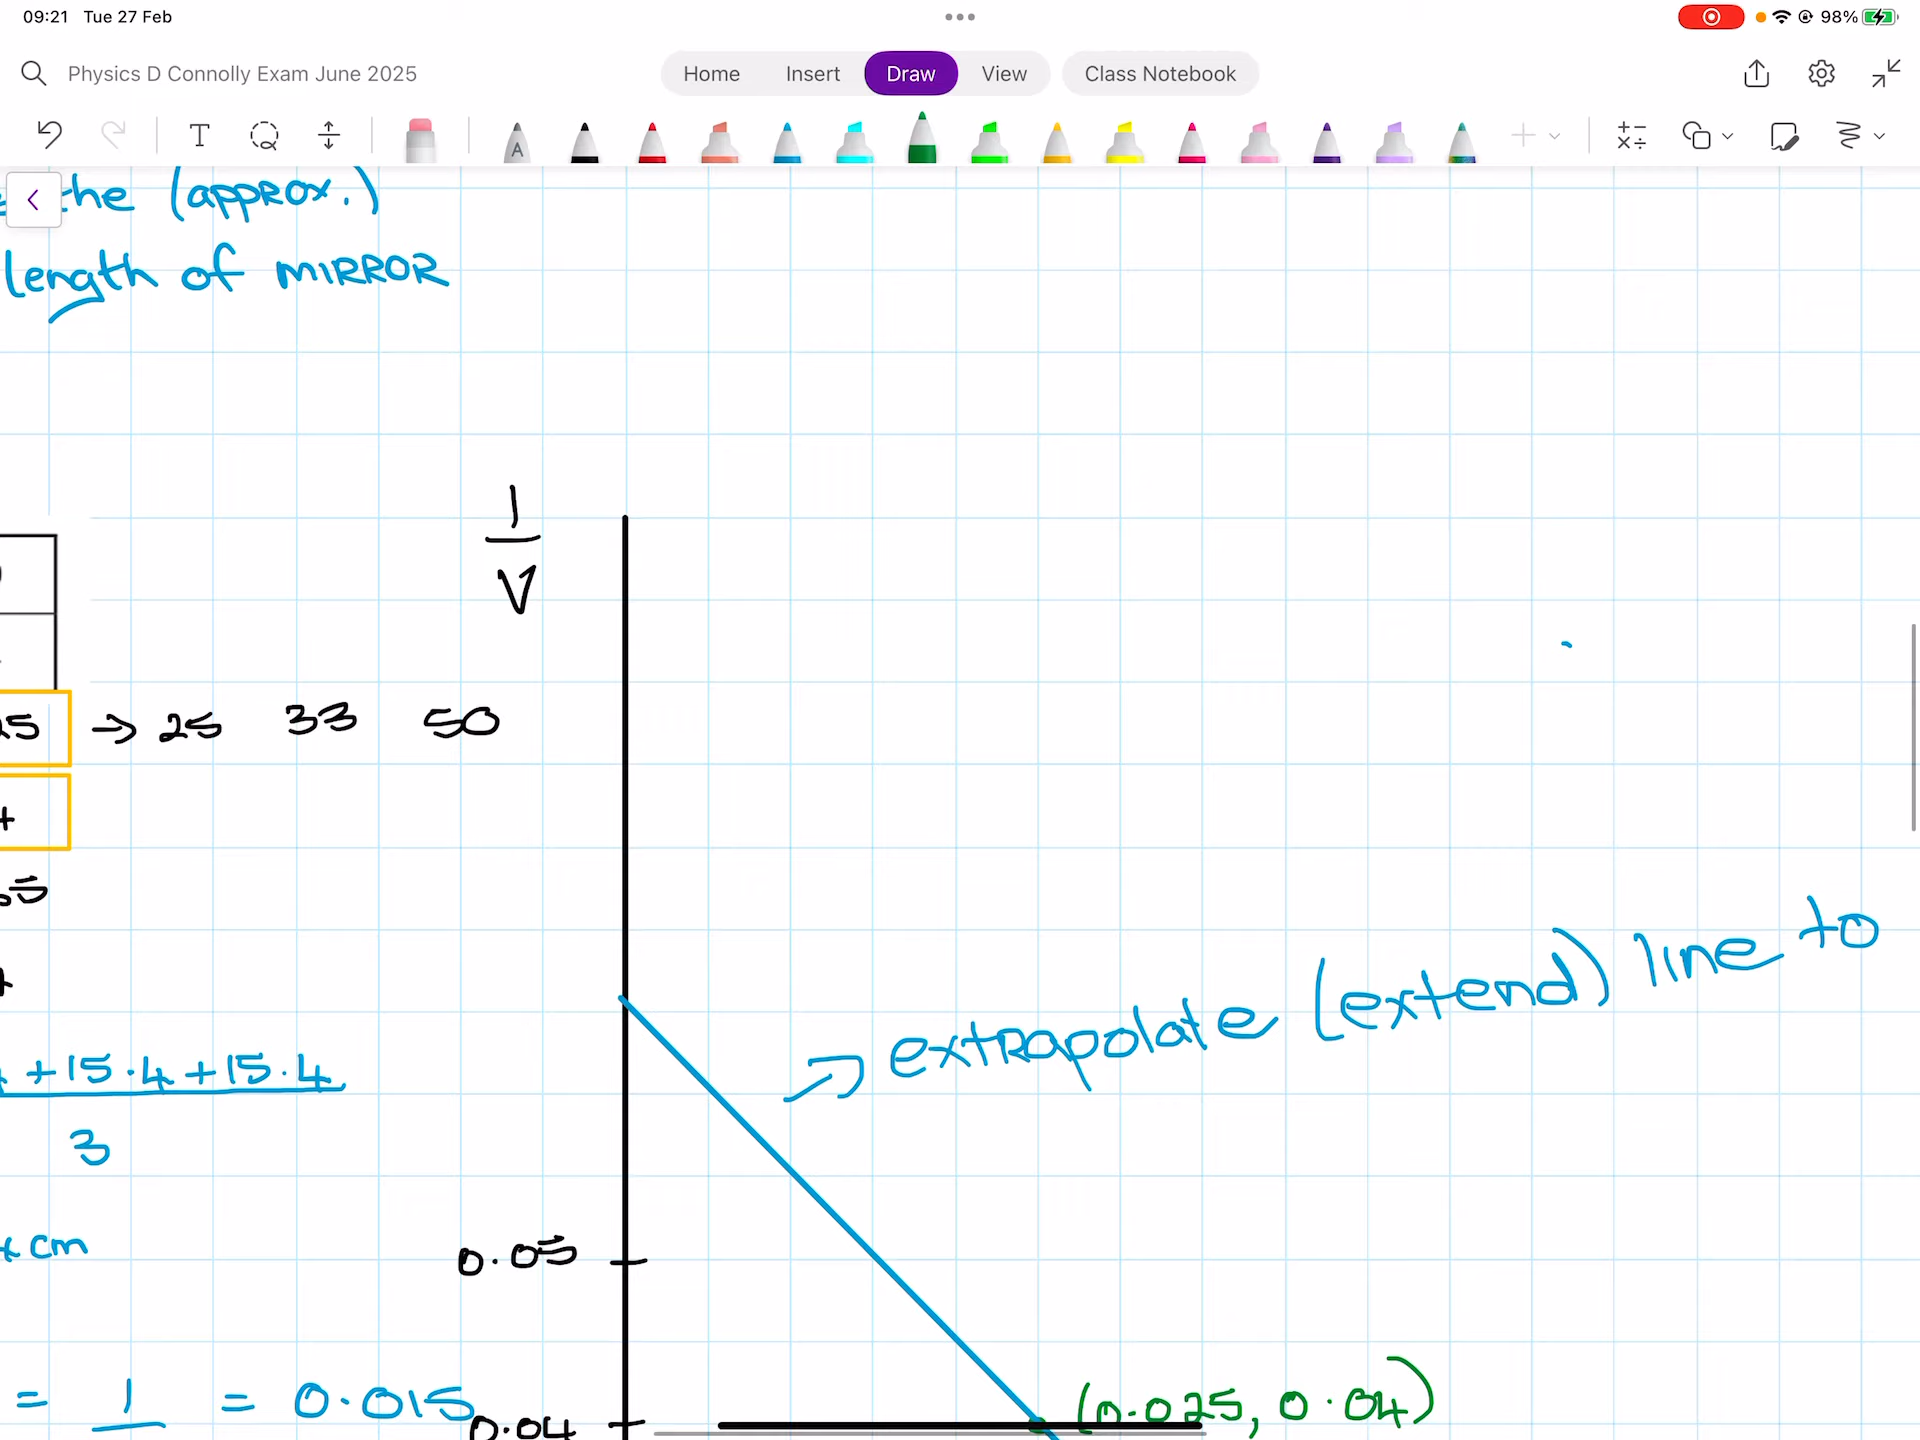 09:21 Tue 27 Feb
98%
Physics D Connolly Exam June 2025
Home Insert Draw View Class Notebook
T
A
the (approx.)
length of MIRROR
1
V
25 → 25 33 50
+15.4+15.4
3
cm
extrapolate (extend) line to
0.05
= 1 = 0.015
0.04
(0.025, 0.04)